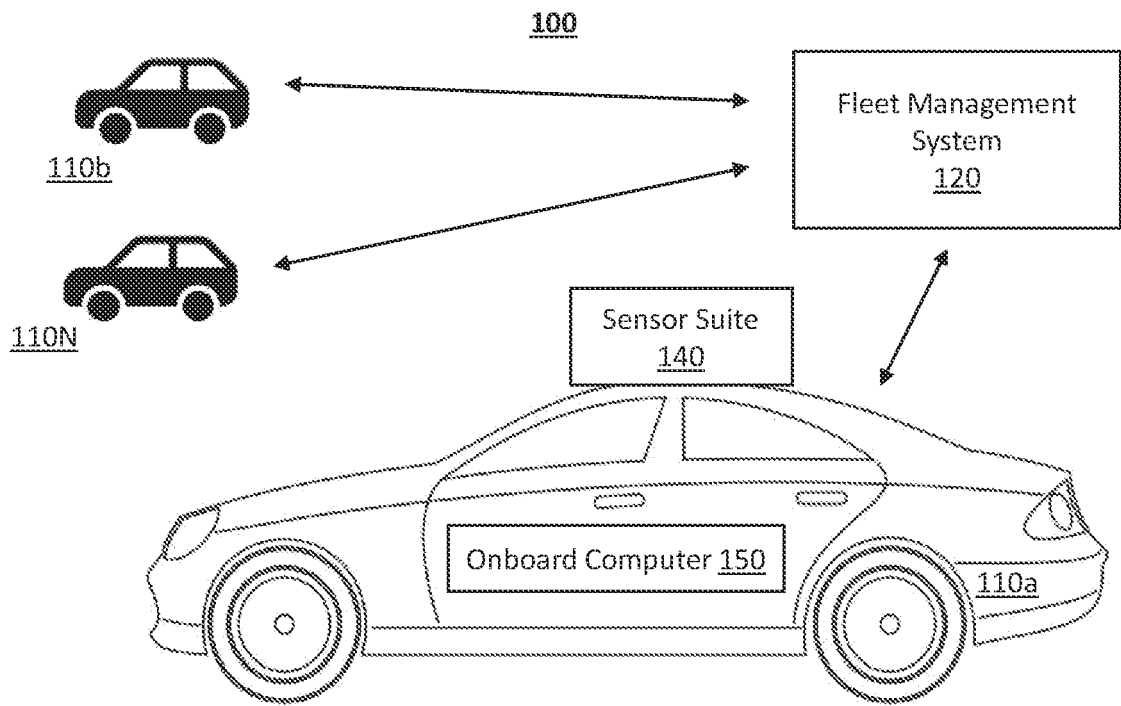 100
Fleet Management
System
120
110b
110N
Sensor Suite
140
Onboard Computer 150
110a